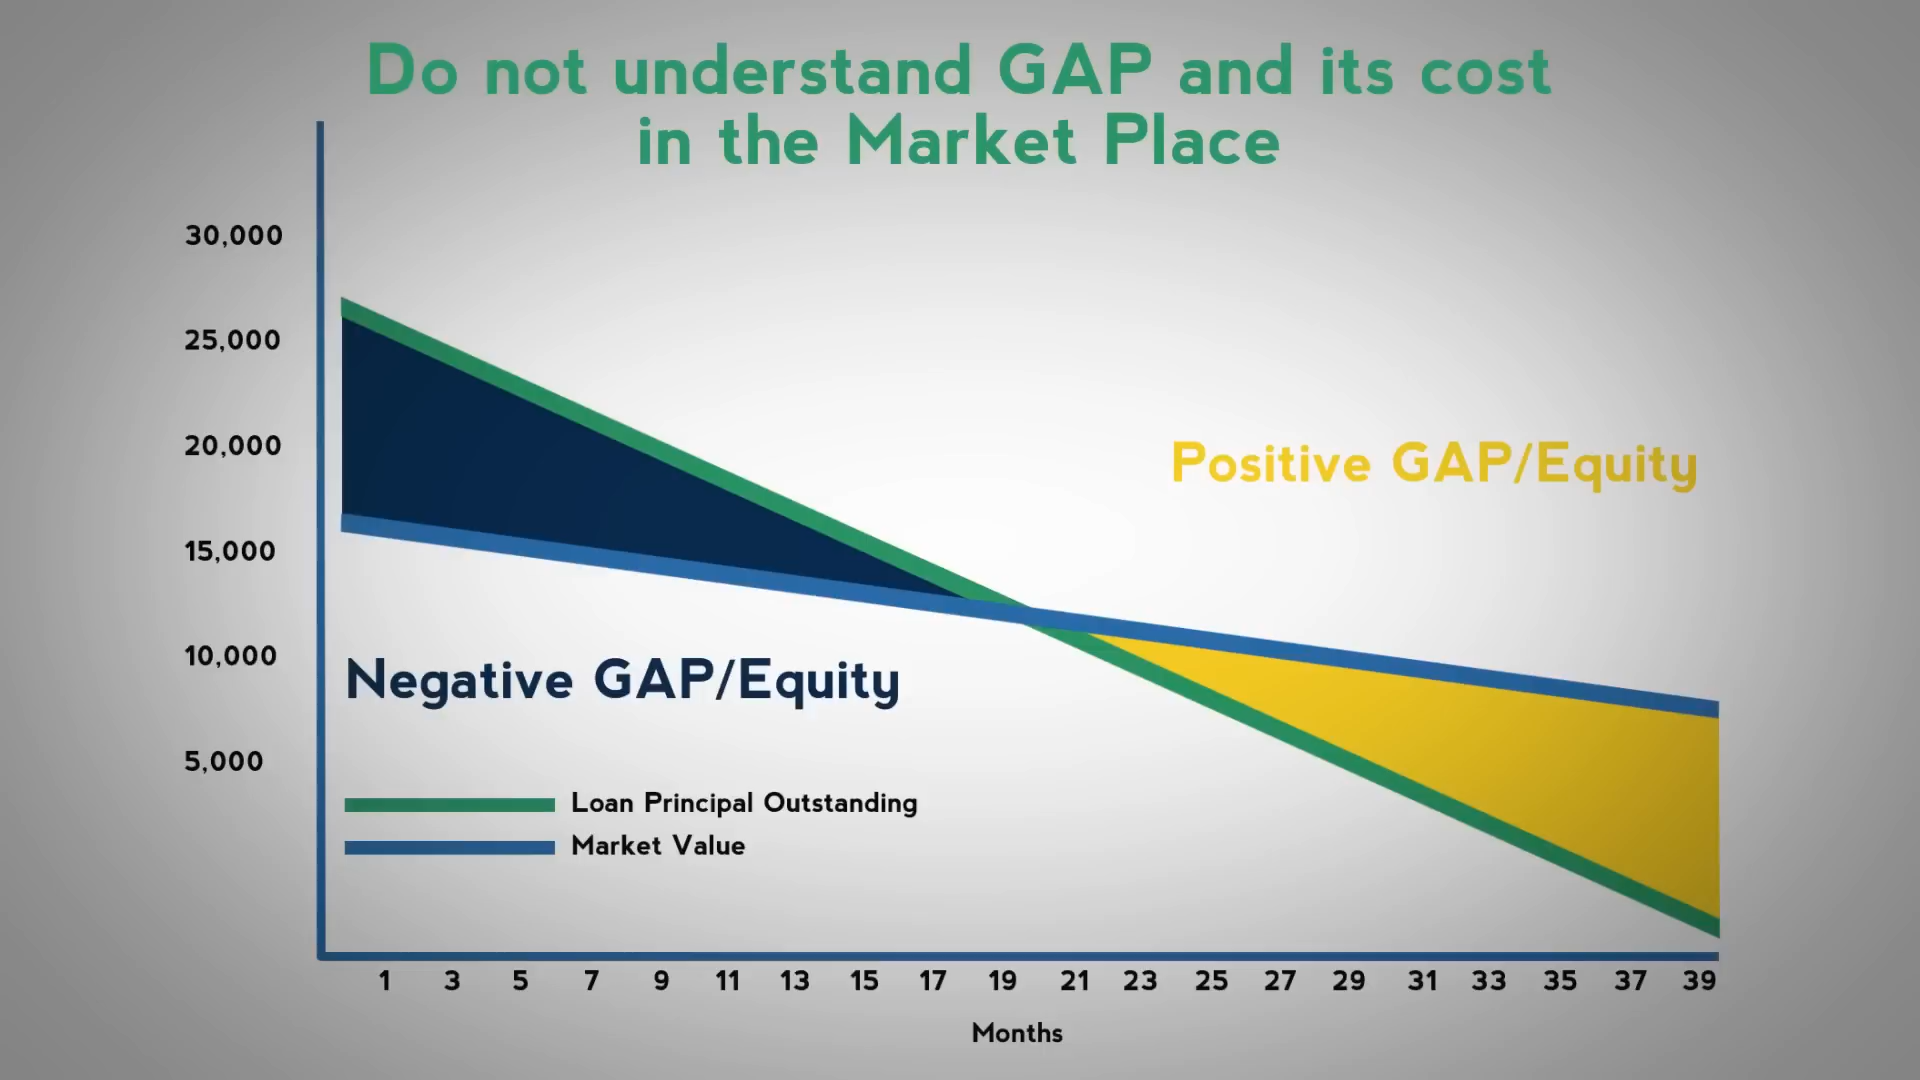 Do not understand GAP and its cost
in the Market Place
30,000
25,000
20,000
15,000
10,000
5,000
Positive GAP/Equity
Negative GAP/Equity
Loan Principal Outstanding
Market Value
1 3 5 7 9 11 13 15 17 19 21 23 25 27 29 31 33 35 37 39
Months